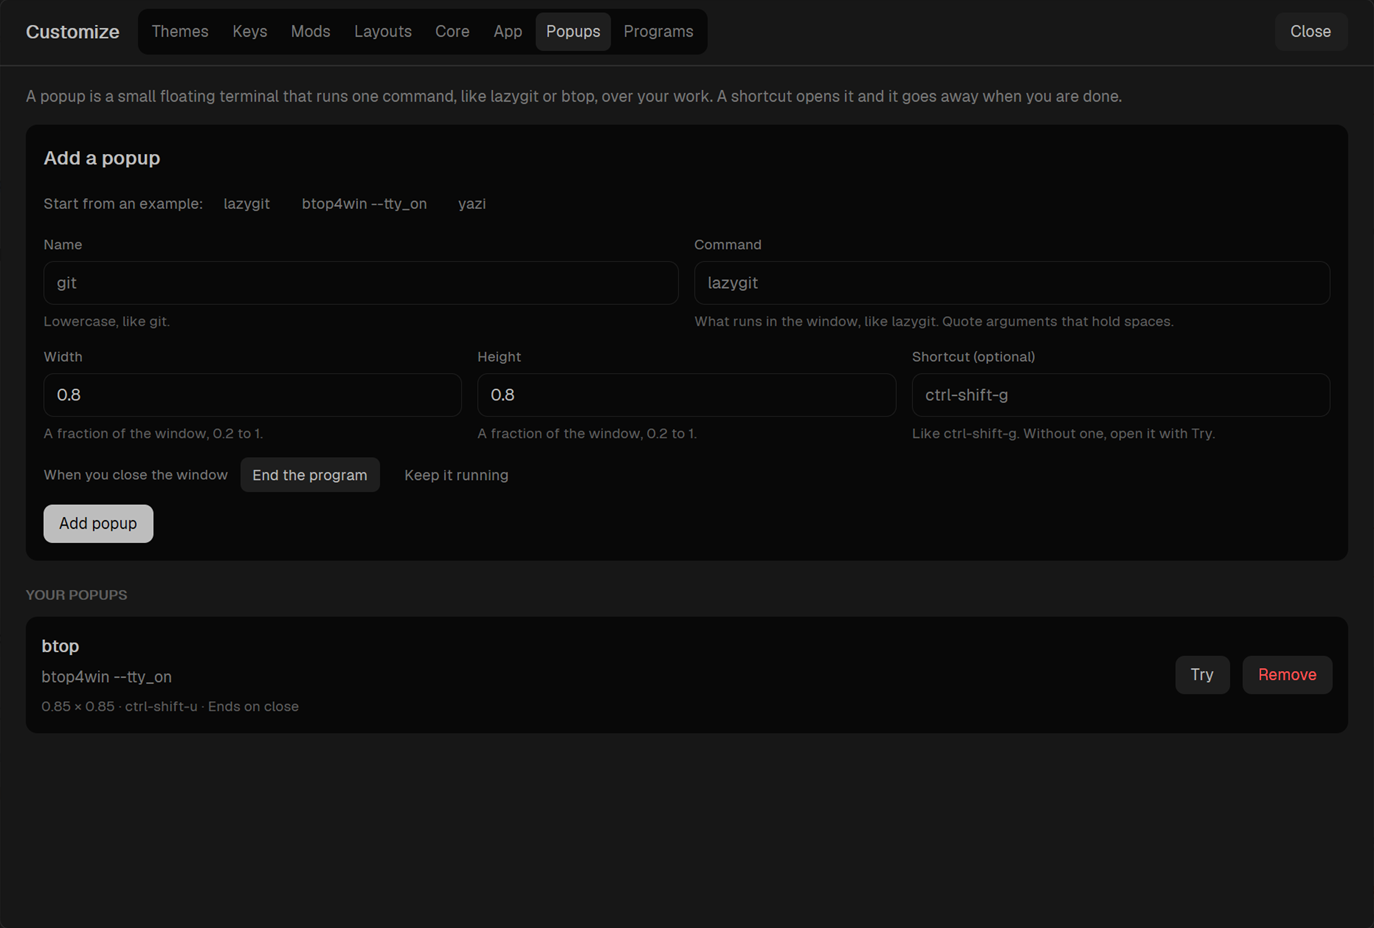 Customize Themes Keys Mods Layouts Core App Popups Programs Close
A popup is a small floating terminal that runs one command, like lazygit or btop, over your work. A shortcut opens it and it goes away when you are done.
Add a popup
Start from an example: lazygit btop4win --tty_on yazi
Name Command
git lazygit
Lowercase, like git. What runs in the window, like lazygit. Quote arguments that hold spaces.
Width Height Shortcut (optional)
0.8 0.8 ctrl-shift-g
A fraction of the window, 0.2 to 1. A fraction of the window, 0.2 to 1. Like ctrl-shift-g. Without one, open it with Try.
When you close the window End the program Keep it running
Add popup
YOUR POPUPS
btop
btop4win --tty_on Try Remove
0.85 × 0.85 · ctrl-shift-u · Ends on close